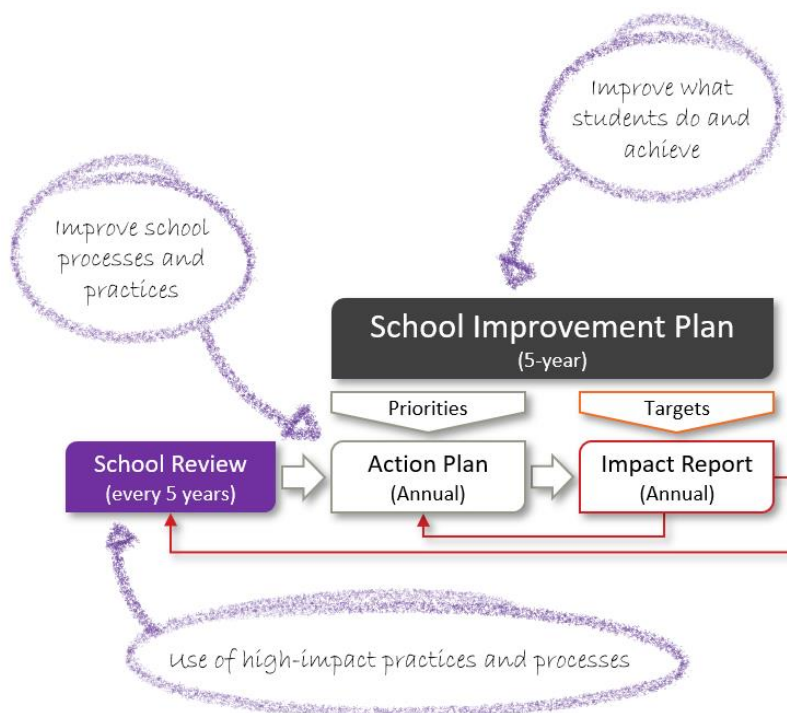 Improve what
students do and
achieve
Improve school
processes and
practices
School Improvement Plan
(5-year)
Priorities
Targets
School Review
(every 5 years)
Action Plan
(Annual)
Impact Report
(Annual)
Use of high-impact practices and processes